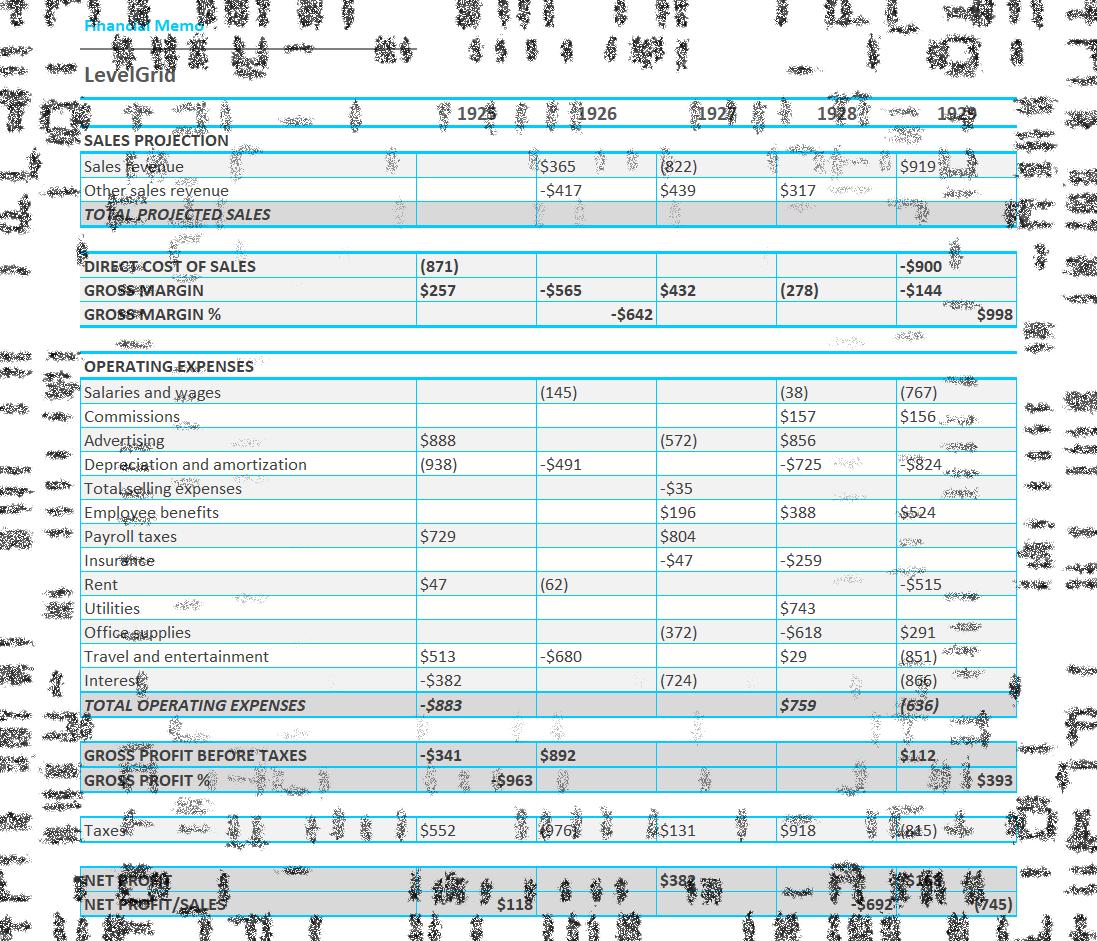 Financial Memo
LevelGrid
1925 1926 1927 1928 1929
SALES PROJECTION
Sales revenue $365 (822) $919
Other sales revenue -$417 $439 $317
TOTAL PROJECTED SALES
DIRECT COST OF SALES (871) -$900
GROSS MARGIN $257 -$565 $432 (278) -$144
GROSS MARGIN % -$642 $998
OPERATING EXPENSES
Salaries and wages (145) (38) (767)
Commissions $157 $156
Advertising $888 (572) $856
Depreciation and amortization (938) -$491 -$725 -$824
Total selling expenses -$35
Employee benefits $196 $388 $524
Payroll taxes $729 $804
Insurance -$47 -$259
Rent $47 (62) -$515
Utilities $743
Office supplies (372) -$618 $291
Travel and entertainment $513 -$680 $29 (851)
Interest -$382 (724) (866)
TOTAL OPERATING EXPENSES -$883 $759 (636)
GROSS PROFIT BEFORE TAXES -$341 $892 $112
GROSS PROFIT % -$963 $393
Taxes $552 (976) $131 $918 (815)
NET PROFIT $382
NET PROFIT/SALES $118 -$692 (745)